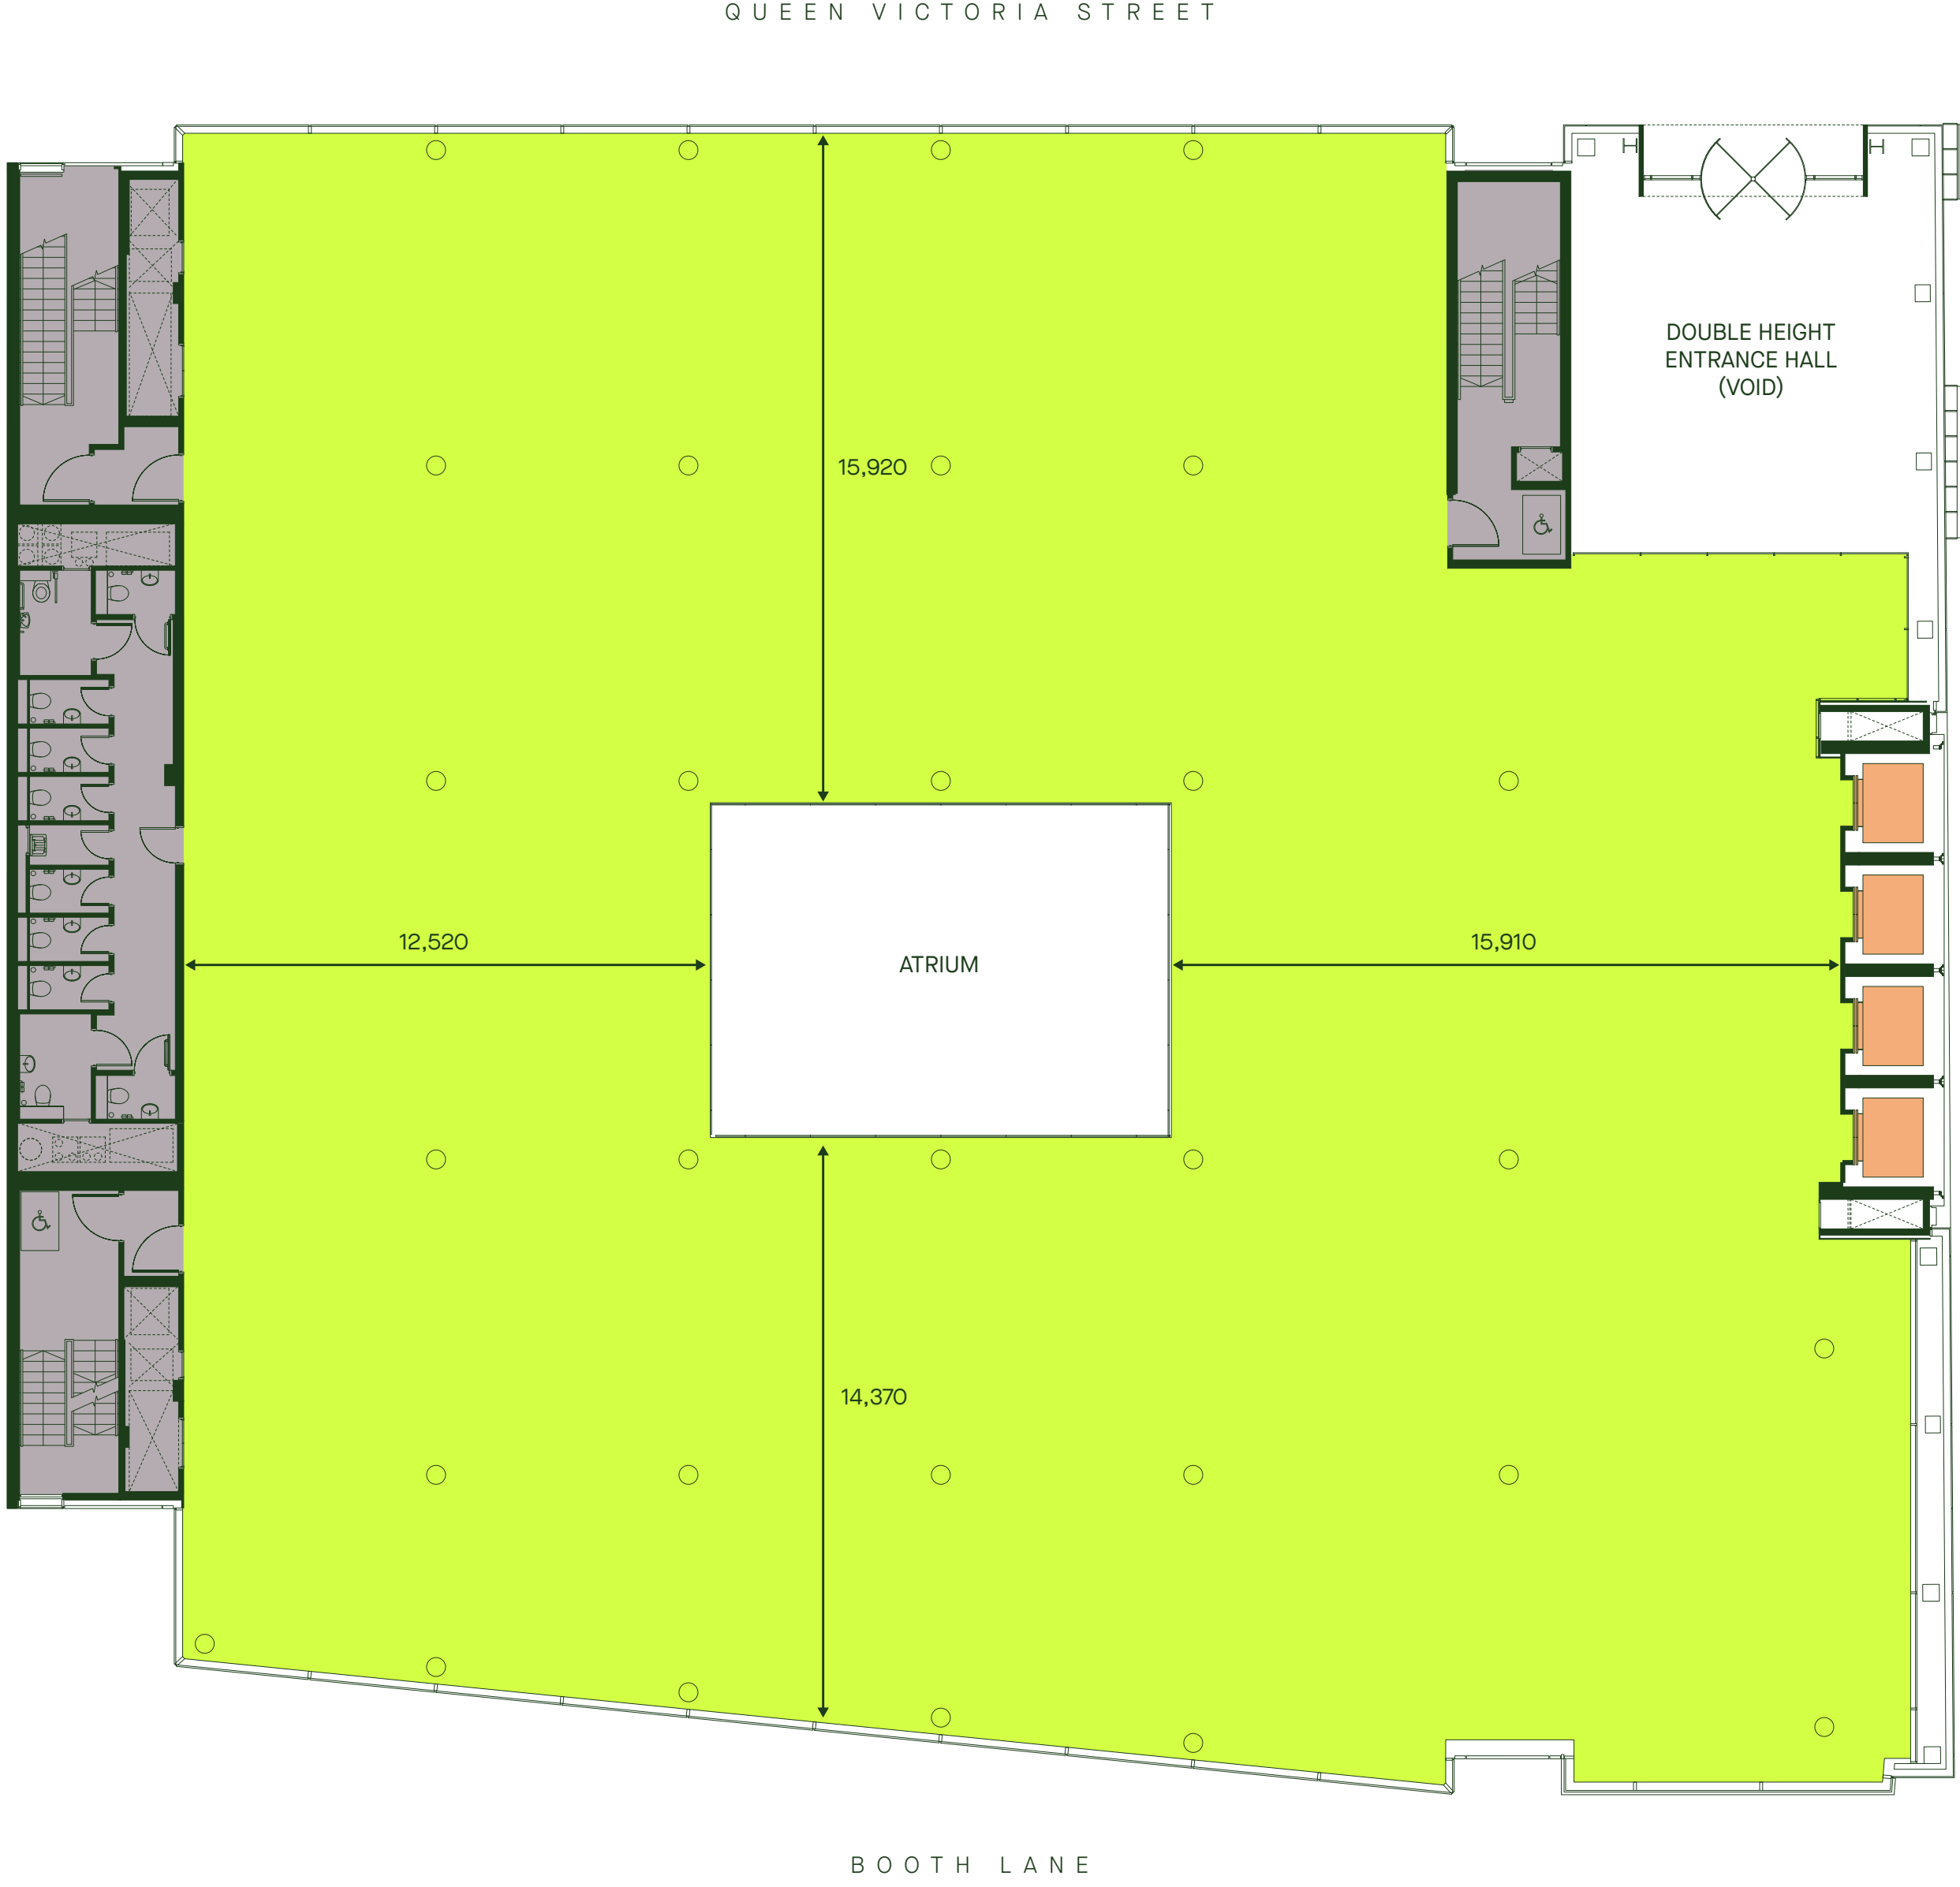 QUEEN VICTORIA STREET
DOUBLE HEIGHT
ENTRANCE HALL
(VOID)
15,920
12,520
ATRIUM
15,910
14,370
BOOTH LANE